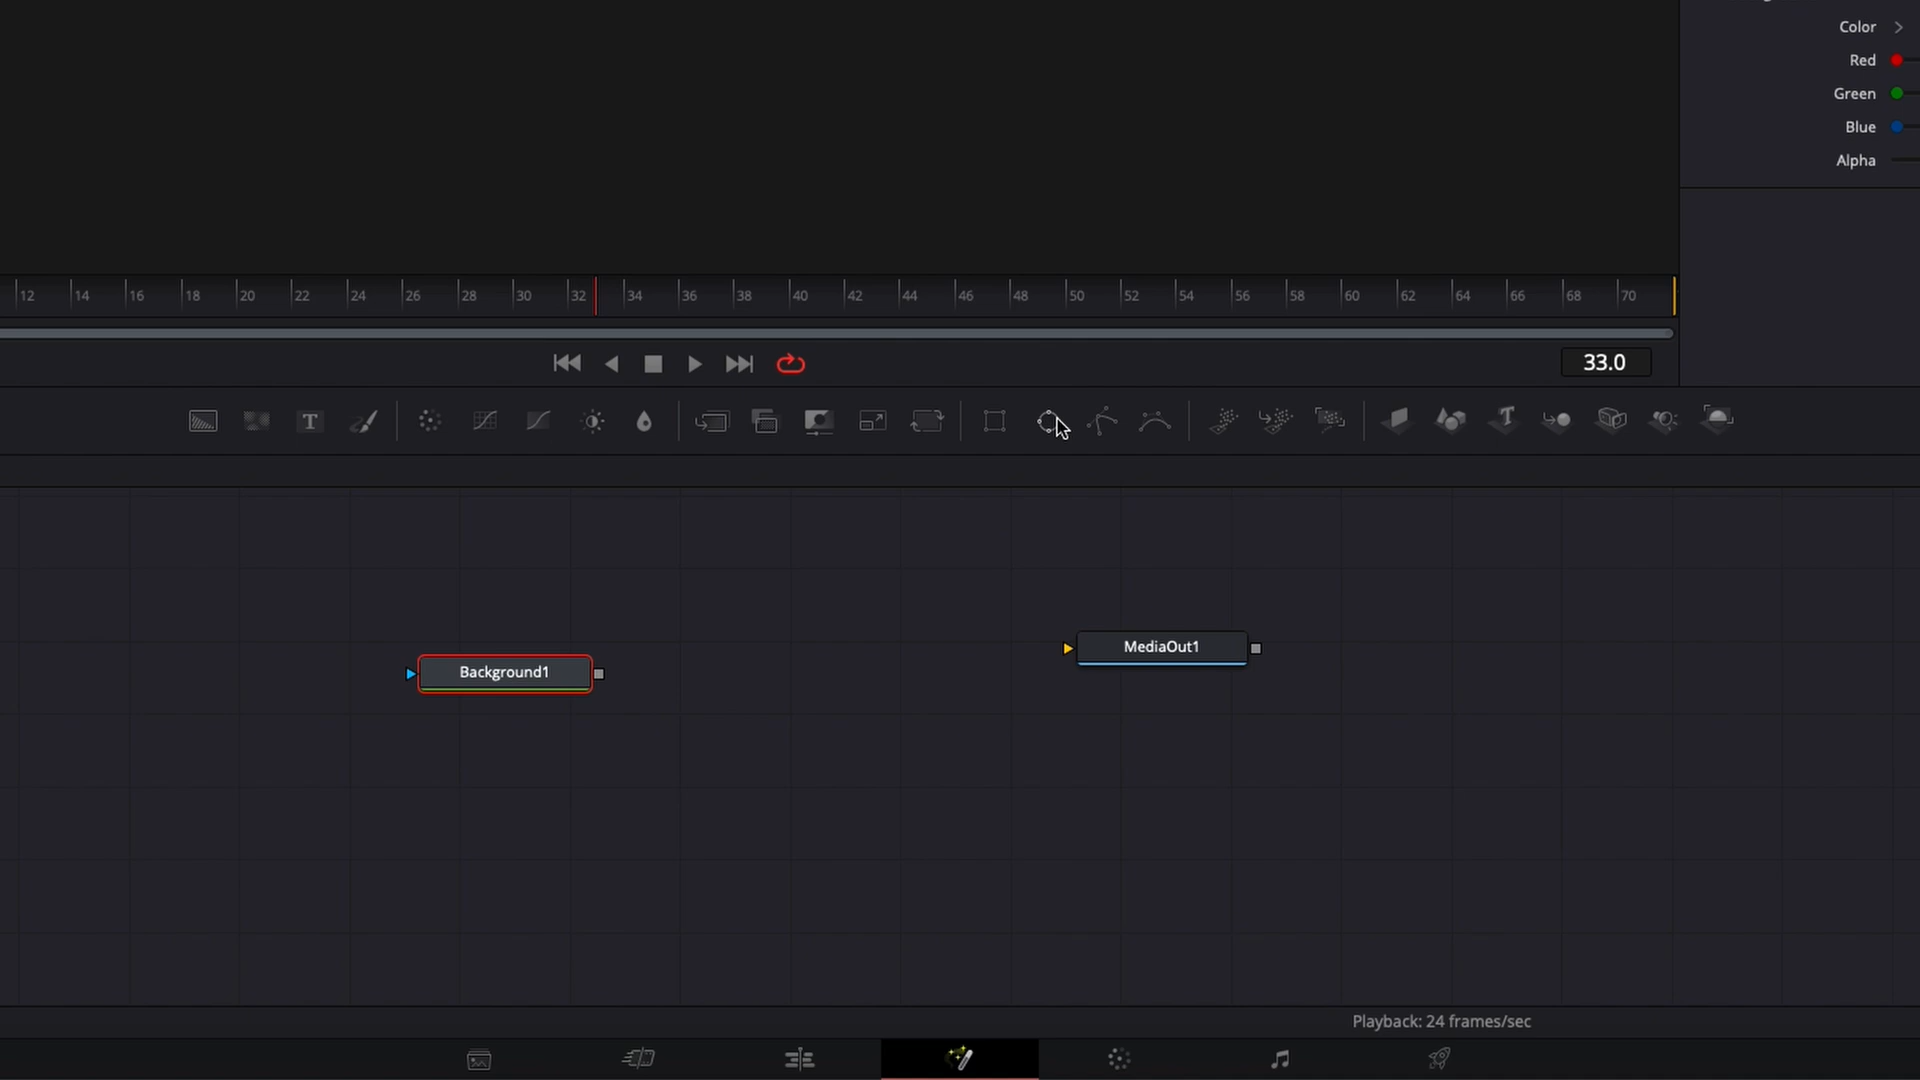 Color
Red
Green
Blue
Alpha
12 14 16 18 20 22 24 26 28 30 32 34 36 38 40 42 44 46 48 50 52 54 56 58 60 62 64 66 68 70
33.0
T
T
MediaOut1
Background1
Playback: 24 frames/sec